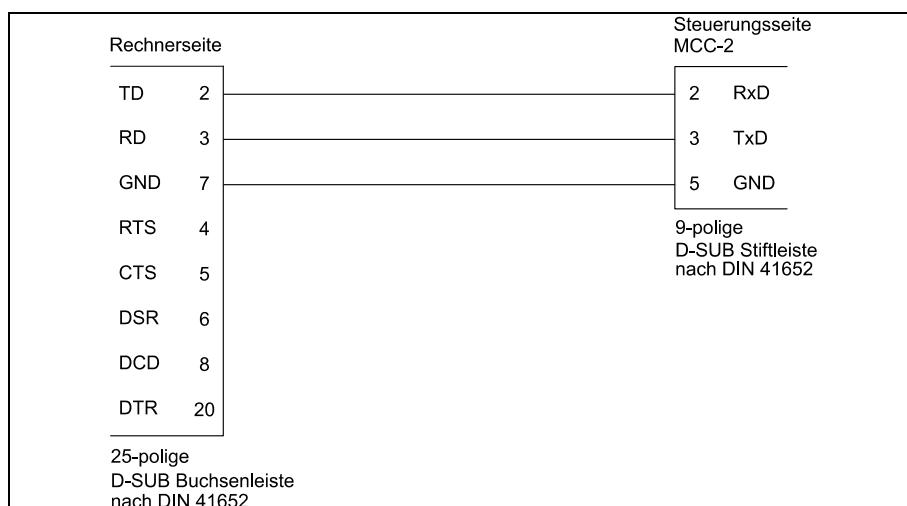 Steuerungsseite
MCC-2
Rechnerseite
TD 2
2 RxD
RD 3
3 TxD
GND 7
5 GND
RTS 4
9-polige
D-SUB Stiftleiste
nach DIN 41652
CTS 5
DSR 6
DCD 8
DTR 20
25-polige
D-SUB Buchsenleiste
nach DIN 41652